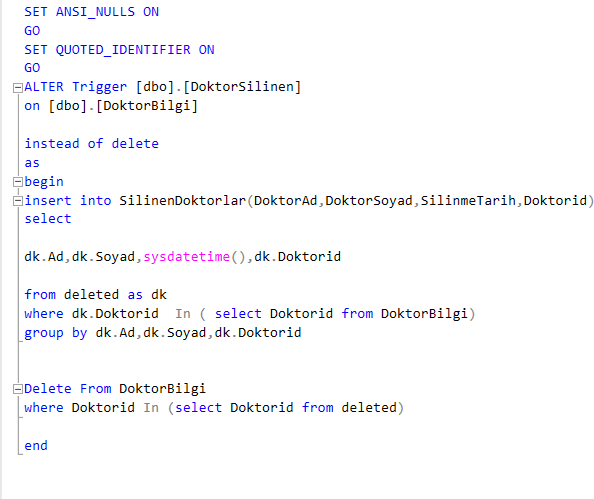 SET ANSI_NULLS ON
GO
SET QUOTED_IDENTIFIER ON
GO
ALTER Trigger [dbo].[DoktorSilinen]
on [dbo].[DoktorBilgi]
instead of delete
as
begin
insert into SilinenDoktorlar(DoktorAd,DoktorSoyad,SilinmeTarih,Doktorid)
select
dk.Ad,dk.Soyad,sysdatetime(),dk.Doktorid
from deleted as dk
where dk.Doktorid  In ( select Doktorid from DoktorBilgi)
group by dk.Ad,dk.Soyad,dk.Doktorid
Delete From DoktorBilgi
where Doktorid In (select Doktorid from deleted)
end